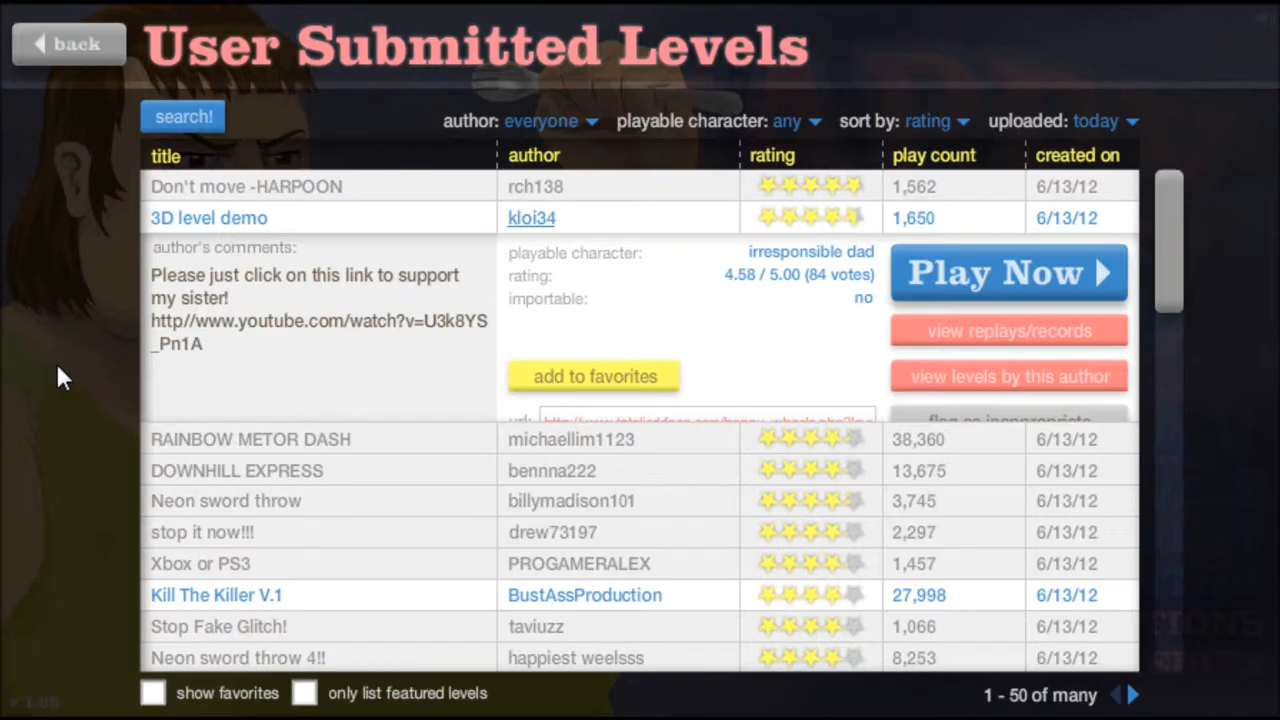 back
User Submitted Levels
search!
author: everyone playable character: any sort by: rating uploaded: today
title author rating play count created on
Don't move -HARPOON rch138 1,562 6/13/12
3D level demo kloi34 1,650 6/13/12
author's comments:
Please just click on this link to support
my sister!
http//www.youtube.com/watch?v=U3k8YS
_Pn1A
playable character: irresponsible dad
rating: 4.58 / 5.00 (84 votes)
importable: no
add to favorites
Play Now
view replays/records
view levels by this author
flag as inappropriate
RAINBOW METOR DASH michaellim1123 38,360 6/13/12
DOWNHILL EXPRESS bennna222 13,675 6/13/12
Neon sword throw billymadison101 3,745 6/13/12
stop it now!!! drew73197 2,297 6/13/12
Xbox or PS3 PROGAMERALEX 1,457 6/13/12
Kill The Killer V.1 BustAssProduction 27,998 6/13/12
Stop Fake Glitch! taviuzz 1,066 6/13/12
Neon sword throw 4!! happiest weelsss 8,253 6/13/12
show favorites only list featured levels 1 - 50 of many